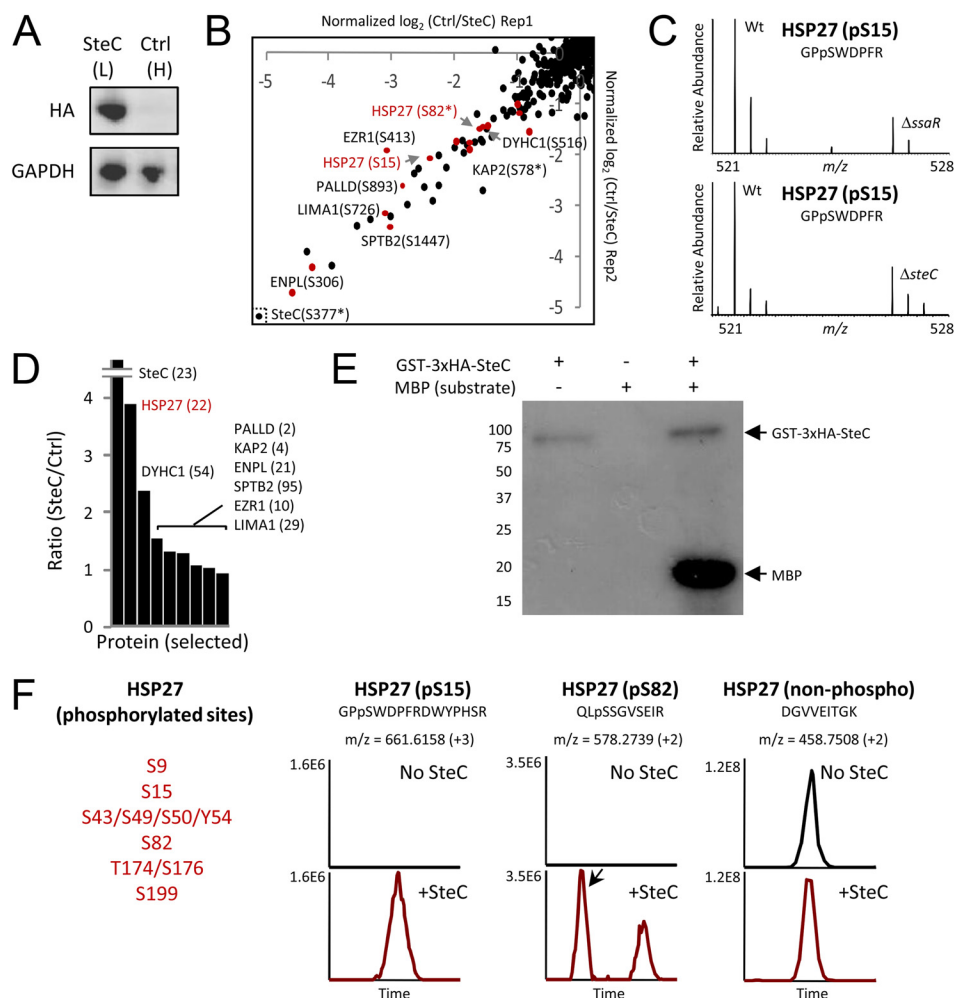 A
SteC Ctrl
(L) (H)
HA
GAPDH
B
Normalized log2 (Ctrl/SteC) Rep1
-5 -4 -3 -2 -1 0
-1
-2
-3
-4
-5
Normalized log2 (Ctrl/SteC) Rep2
HSP27 (S82*)
EZR1(S413)
DYHC1(S516)
HSP27 (S15)
KAP2(S78*)
PALLD(S893)
LIMA1(S726)
SPTB2(S1447)
ENPL(S306)
SteC(S377*)
C
Relative Abundance
Wt HSP27 (pS15)
GPpSWDPFR
ΔssaR
521 m/z 528
Relative Abundance
Wt HSP27 (pS15)
GPpSWDPFR
ΔsteC
521 m/z 528
D
Ratio (SteC/Ctrl)
4
3
2
1
0
SteC (23)
HSP27 (22)
DYHC1 (54)
PALLD (2)
KAP2 (4)
ENPL (21)
SPTB2 (95)
EZR1 (10)
LIMA1 (29)
Protein (selected)
E
GST-3xHA-SteC + - +
MBP (substrate) - + +
100
75
50
37
25
20
15
GST-3xHA-SteC
MBP
F
HSP27
(phosphorylated sites)
S9
S15
S43/S49/S50/Y54
S82
T174/S176
S199
HSP27 (pS15)
GPpSWDPFRDWYPHSR
m/z = 661.6158 (+3)
1.6E6
No SteC
1.6E6
+SteC
Time
HSP27 (pS82)
QLpSSGVSEIR
m/z = 578.2739 (+2)
3.5E6
No SteC
3.5E6
+SteC
Time
HSP27 (non-phospho)
DGVVEITGK
m/z = 458.7508 (+2)
1.2E8
No SteC
1.2E8
+SteC
Time